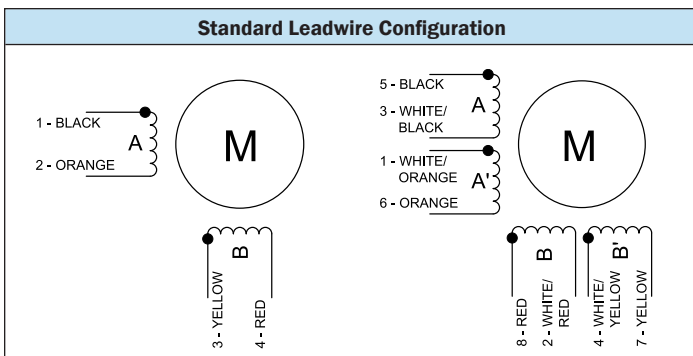 Standard Leadwire Configuration
1 - BLACK
A
2 - ORANGE
M
B
3 - YELLOW
4 - RED
5 - BLACK
A
3 - WHITE/
BLACK
1 - WHITE/
ORANGE
A'
6 - ORANGE
M
B
B'
8 - RED
2 - WHITE/
RED
4 - WHITE/
YELLOW
7 - YELLOW